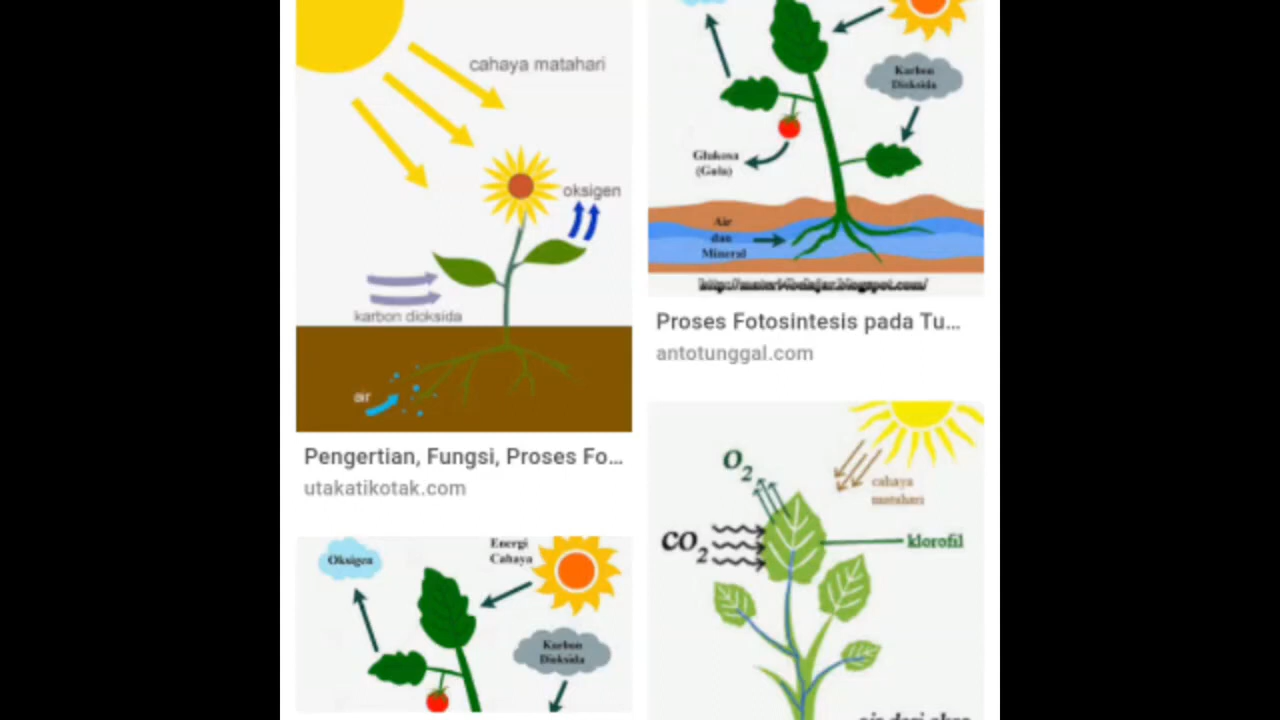 cahaya matahari
oksigen
karbon dioksida
air
Pengertian, Fungsi, Proses Fo...
utakatikotak.com
Oksigen
Energi
Cahaya
Karbon
Dioksida
Karbon
Dioksida
Glukosa
(Gula)
Air
dan
Mineral
Proses Fotosintesis pada Tu...
antotunggal.com
O2
cahaya
matahari
CO2
klorofil